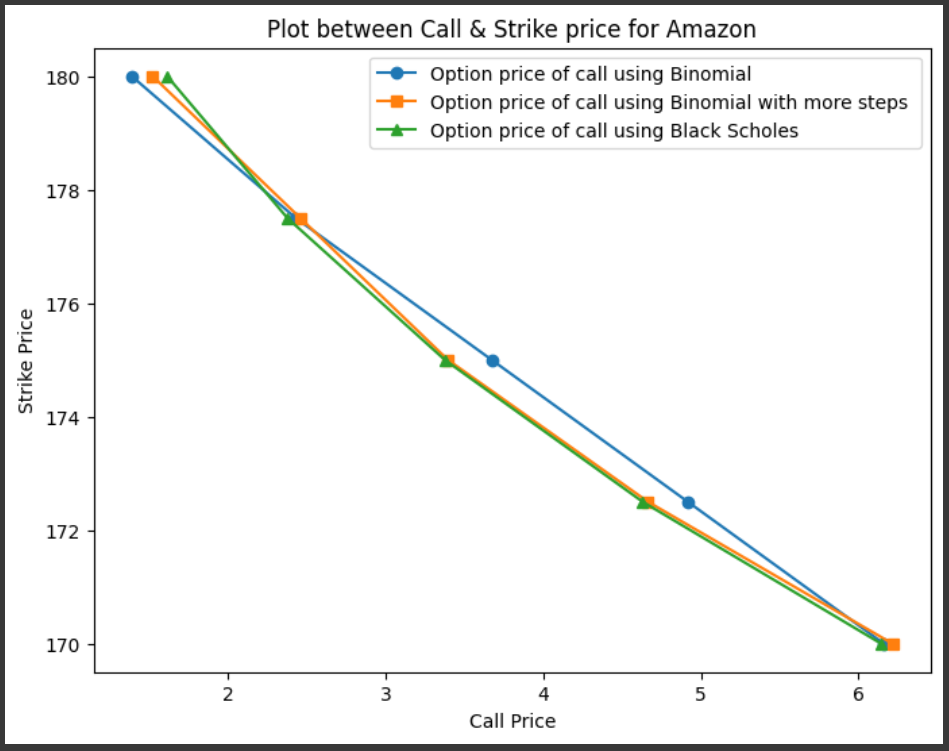 Plot between Call & Strike price for Amazon
Option price of call using Binomial
Option price of call using Binomial with more steps
Option price of call using Black Scholes
Strike Price
180
178
176
174
172
170
2 3 4 5 6
Call Price